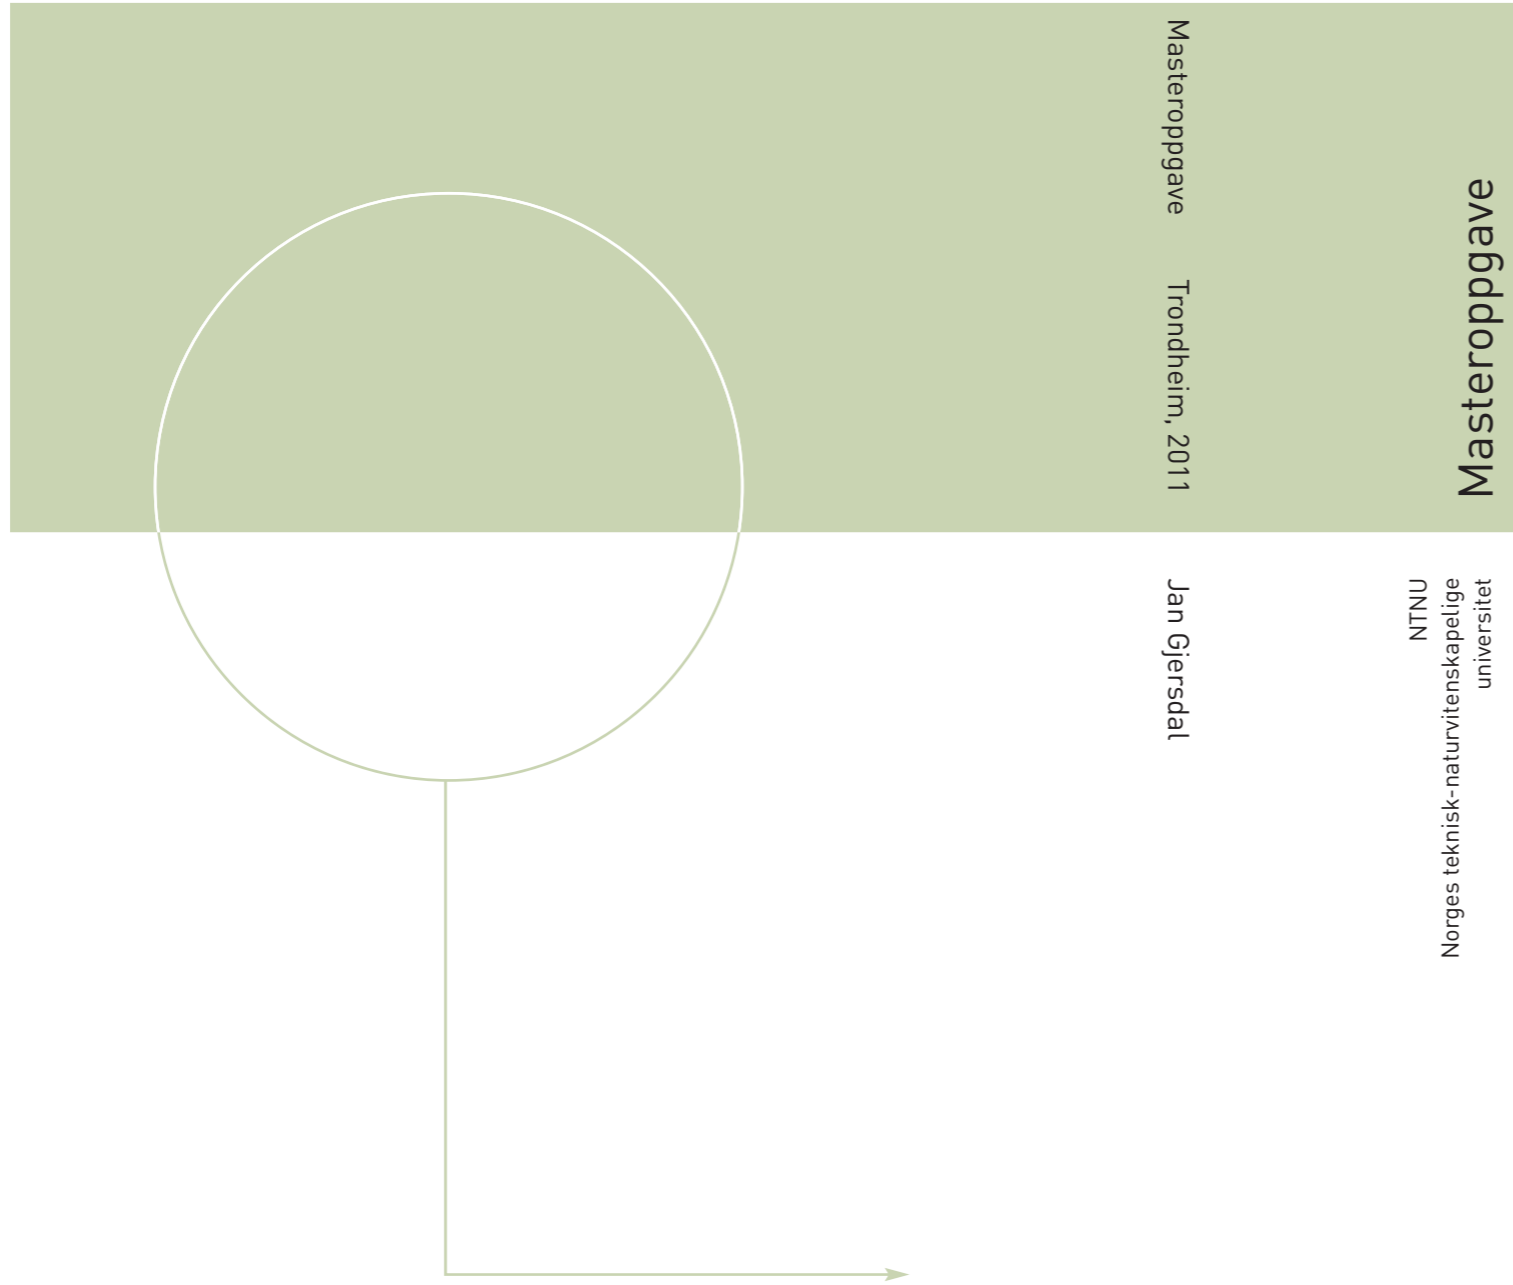 Masteroppgave
NTNU
Norges teknisk-naturvitenskapelige
universitet
Masteroppgave Trondheim, 2011 Jan Gjersdal